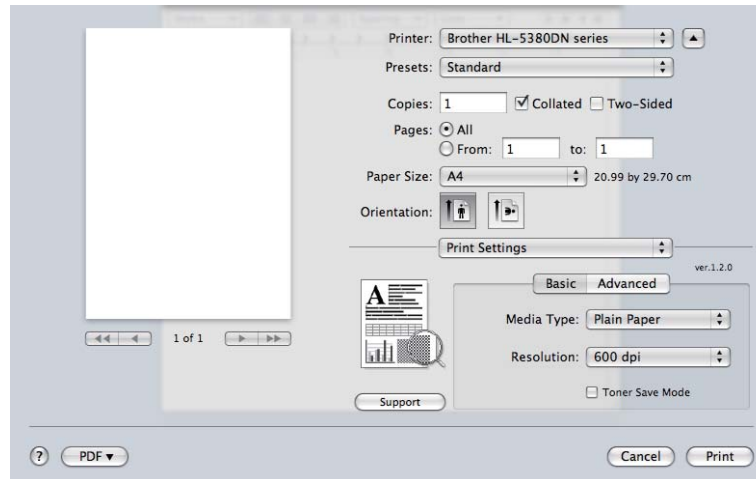 Printer: Brother HL-5380DN series
Presets: Standard
Copies: 1 Collated Two-Sided
Pages: All
From: 1 to: 1
Paper Size: A4 20.99 by 29.70 cm
Orientation:
Print Settings
ver.1.2.0
Basic Advanced
Media Type: Plain Paper
Resolution: 600 dpi
Toner Save Mode
A
Support
1 of 1
? PDF Cancel Print